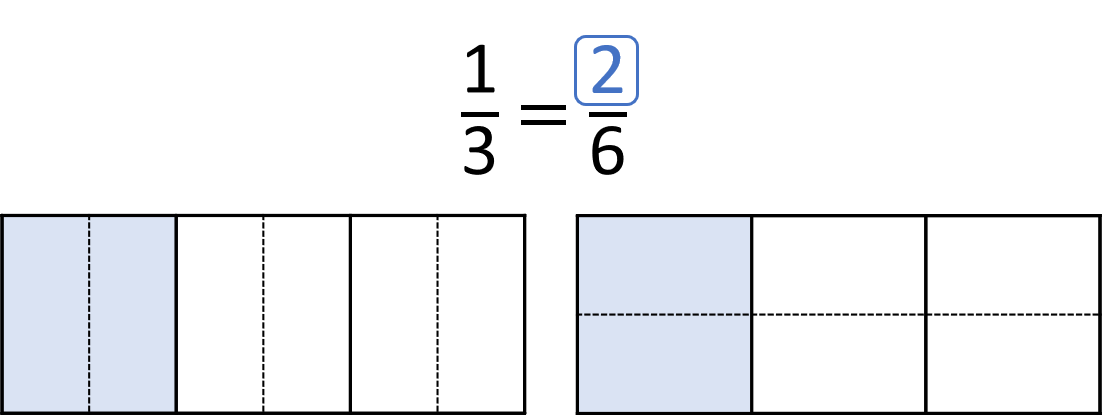 1/3 = 2/6